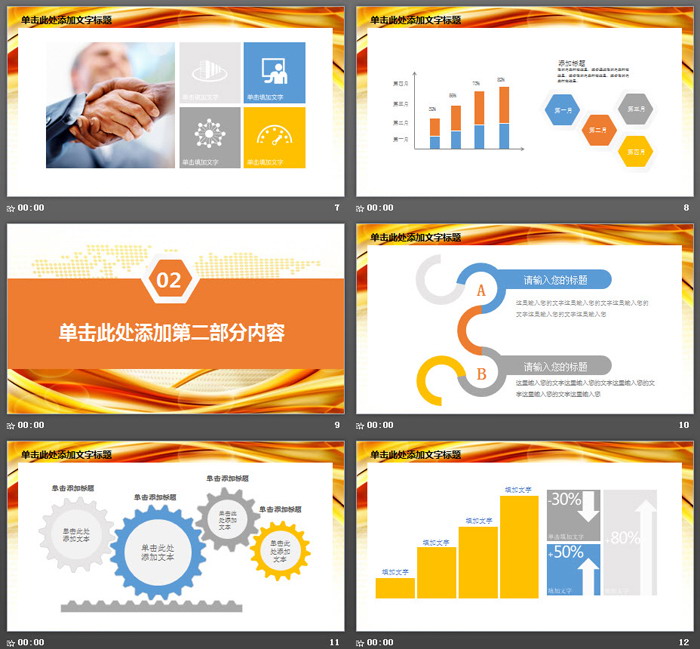 单击此处添加文字标题
单击填加文字
单击填加文字
单击填加文字
单击填加文字
00:00
7
单击此处添加文字标题
添加标题
第四月
第三月
第二月
第一月
52%
66%
75%
82%
第一月
第二月
第三月
第四月
00:00
8
02
单击此处添加第二部分内容
00:00
9
单击此处添加文字标题
A
请输入您的标题
这里输入您的文字这里输入您的文字这里输入您的
文字这里输入您的文字这里输入您
B
请输入您的标题
这里输入您的文字这里输入您的文字这里输入您的文
字这里输入您的文字这里输入您
00:00
10
单击此处添加文字标题
单击添加标题
单击添加标题
单击添加标题
单击添加标题
单击此处
添加文本
单击此处
添加文本
单击此
处添加
文本
单击此
处添加
文本
00:00
11
单击此处添加文字标题
填加文字
填加文字
填加文字
填加文字
-30%
单击填加文字
+50%
填加文字
+80%
填加文字
00:00
12